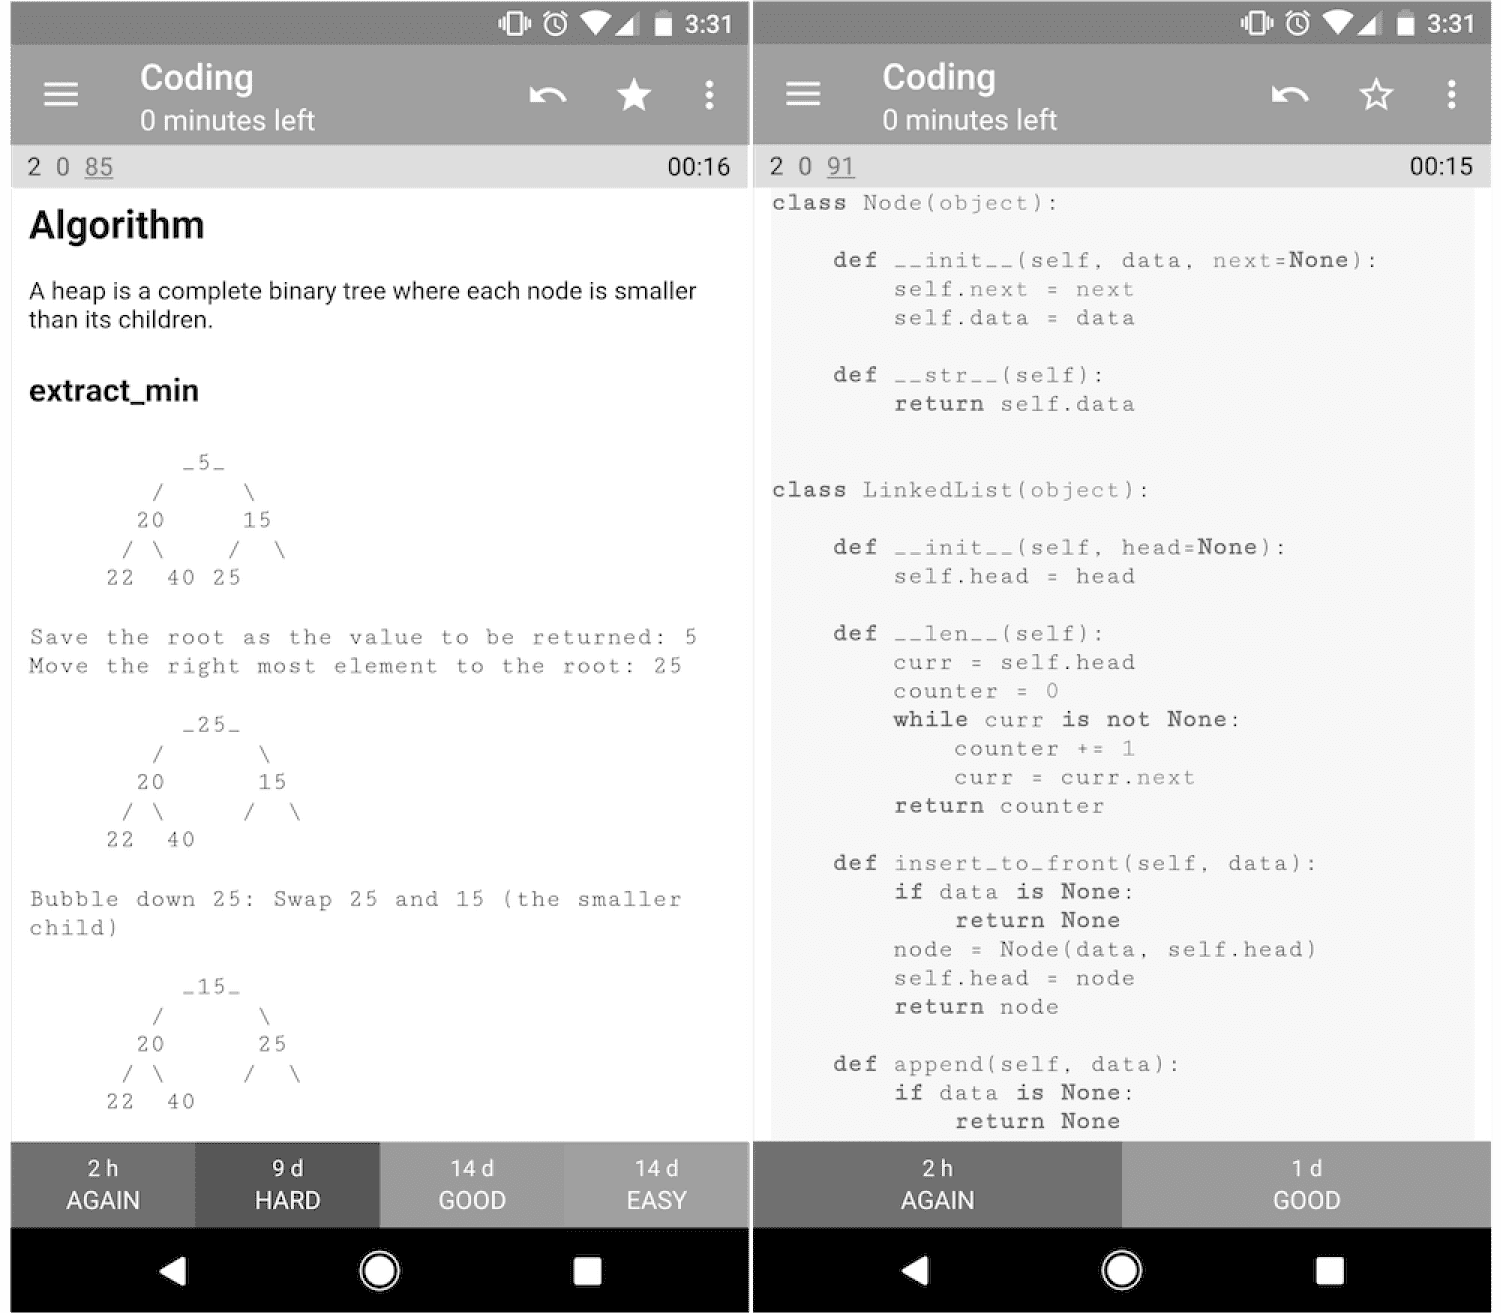 3:31
Coding
0 minutes left
2 0 85 00:16
Algorithm
A heap is a complete binary tree where each node is smaller
than its children.
extract_min
_5_
/ \
20 15
/ \ / \
22 40 25
Save the root as the value to be returned: 5
Move the right most element to the root: 25
_25_
/ \
20 15
/ \ / \
22 40
Bubble down 25: Swap 25 and 15 (the smaller
child)
_15_
/ \
20 25
/ \ / \
22 40
2 h 9 d 14 d 14 d
AGAIN HARD GOOD EASY
3:31
Coding
0 minutes left
2 0 91 00:15
class Node(object):
def __init__(self, data, next=None):
self.next = next
self.data = data
def __str__(self):
return self.data
class LinkedList(object):
def __init__(self, head=None):
self.head = head
def __len__(self):
curr = self.head
counter = 0
while curr is not None:
counter += 1
curr = curr.next
return counter
def insert_to_front(self, data):
if data is None:
return None
node = Node(data, self.head)
self.head = node
return node
def append(self, data):
if data is None:
return None
2 h 1 d
AGAIN GOOD